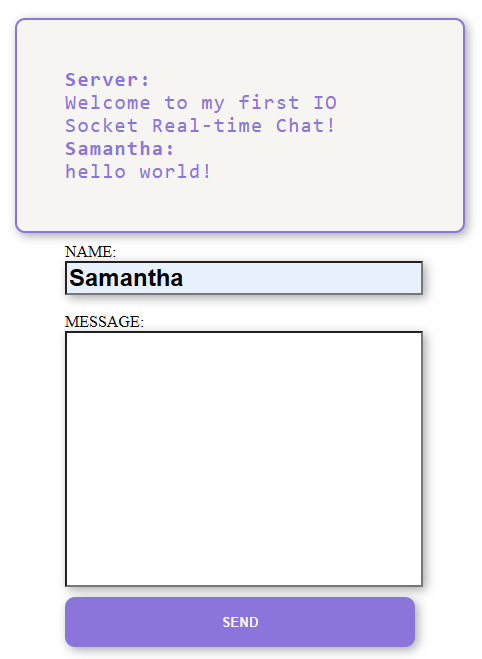 Server:
Welcome to my first IO
Socket Real-time Chat!
Samantha:
hello world!
NAME:
Samantha
MESSAGE:
SEND